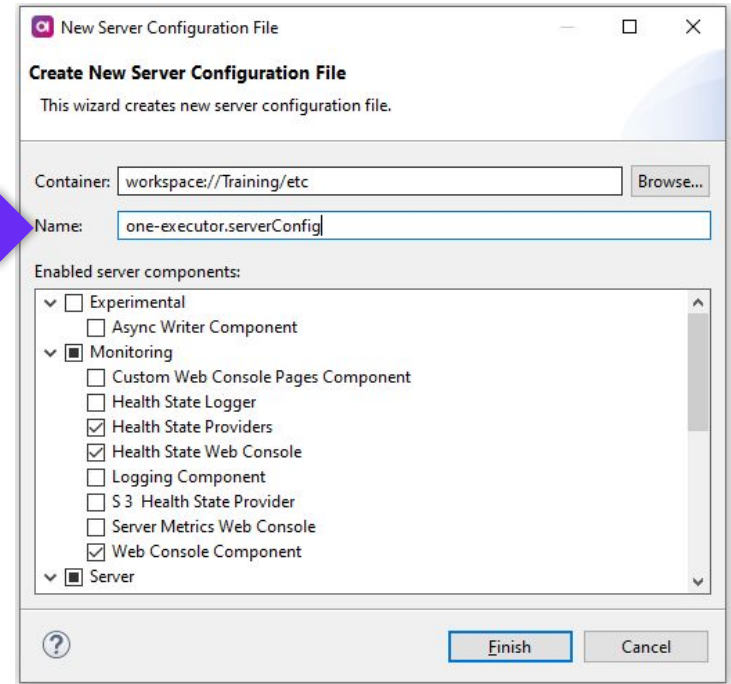 New Server Configuration File
Create New Server Configuration File
This wizard creates new server configuration file.
Container: workspace://Training/etc Browse...
Name: one-executor.serverConfig
Enabled server components:
Experimental
Async Writer Component
Monitoring
Custom Web Console Pages Component
Health State Logger
Health State Providers
Health State Web Console
Logging Component
S 3 Health State Provider
Server Metrics Web Console
Web Console Component
Server
? Finish Cancel